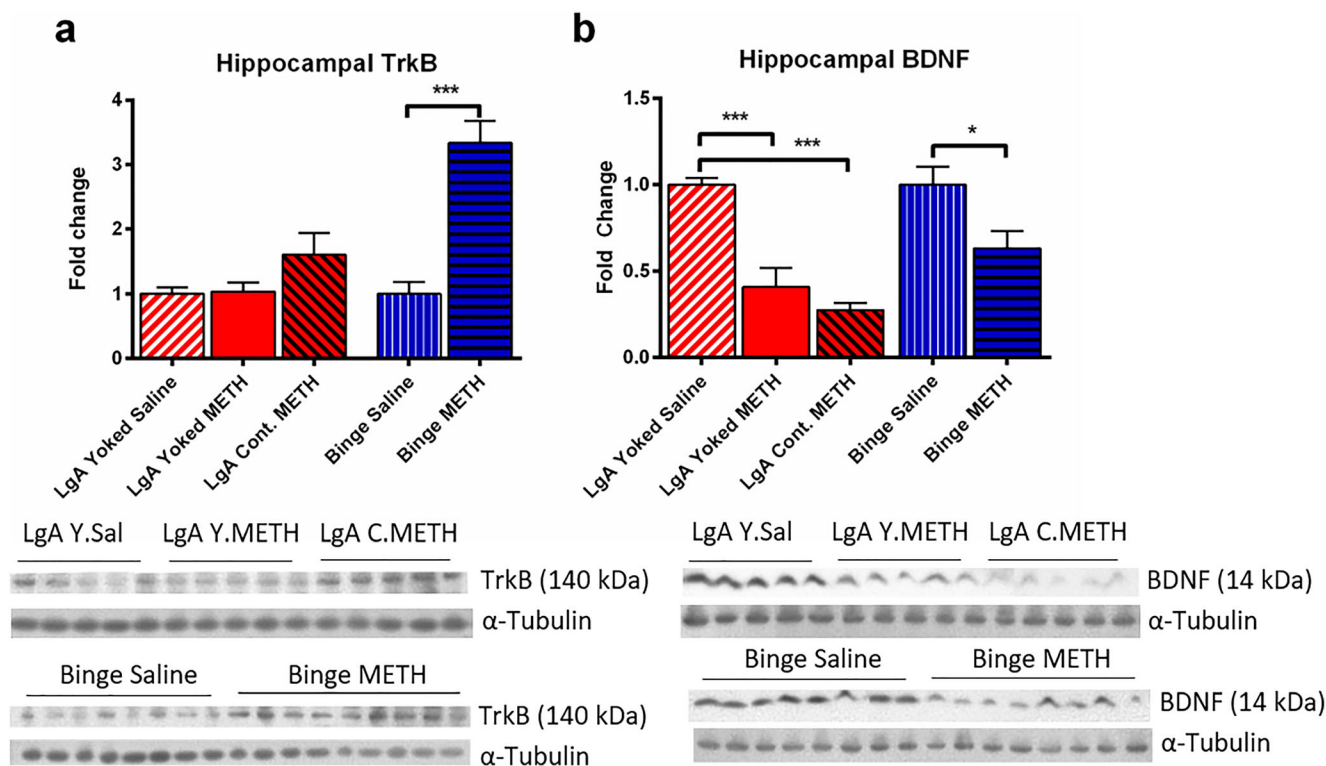 a
Hippocampal TrkB
***
4
3
2
1
0
Fold change
LgA Yoked Saline
LgA Yoked METH
LgA Cont. METH
Binge Saline
Binge METH
b
Hippocampal BDNF
***
***
*
1.5
1.0
0.5
0.0
Fold Change
LgA Yoked Saline
LgA Yoked METH
LgA Cont. METH
Binge Saline
Binge METH
LgA Y.Sal LgA Y.METH LgA C.METH
TrkB (140 kDa)
α-Tubulin
Binge Saline Binge METH
TrkB (140 kDa)
α-Tubulin
LgA Y.Sal LgA Y.METH LgA C.METH
BDNF (14 kDa)
α-Tubulin
Binge Saline Binge METH
BDNF (14 kDa)
α-Tubulin